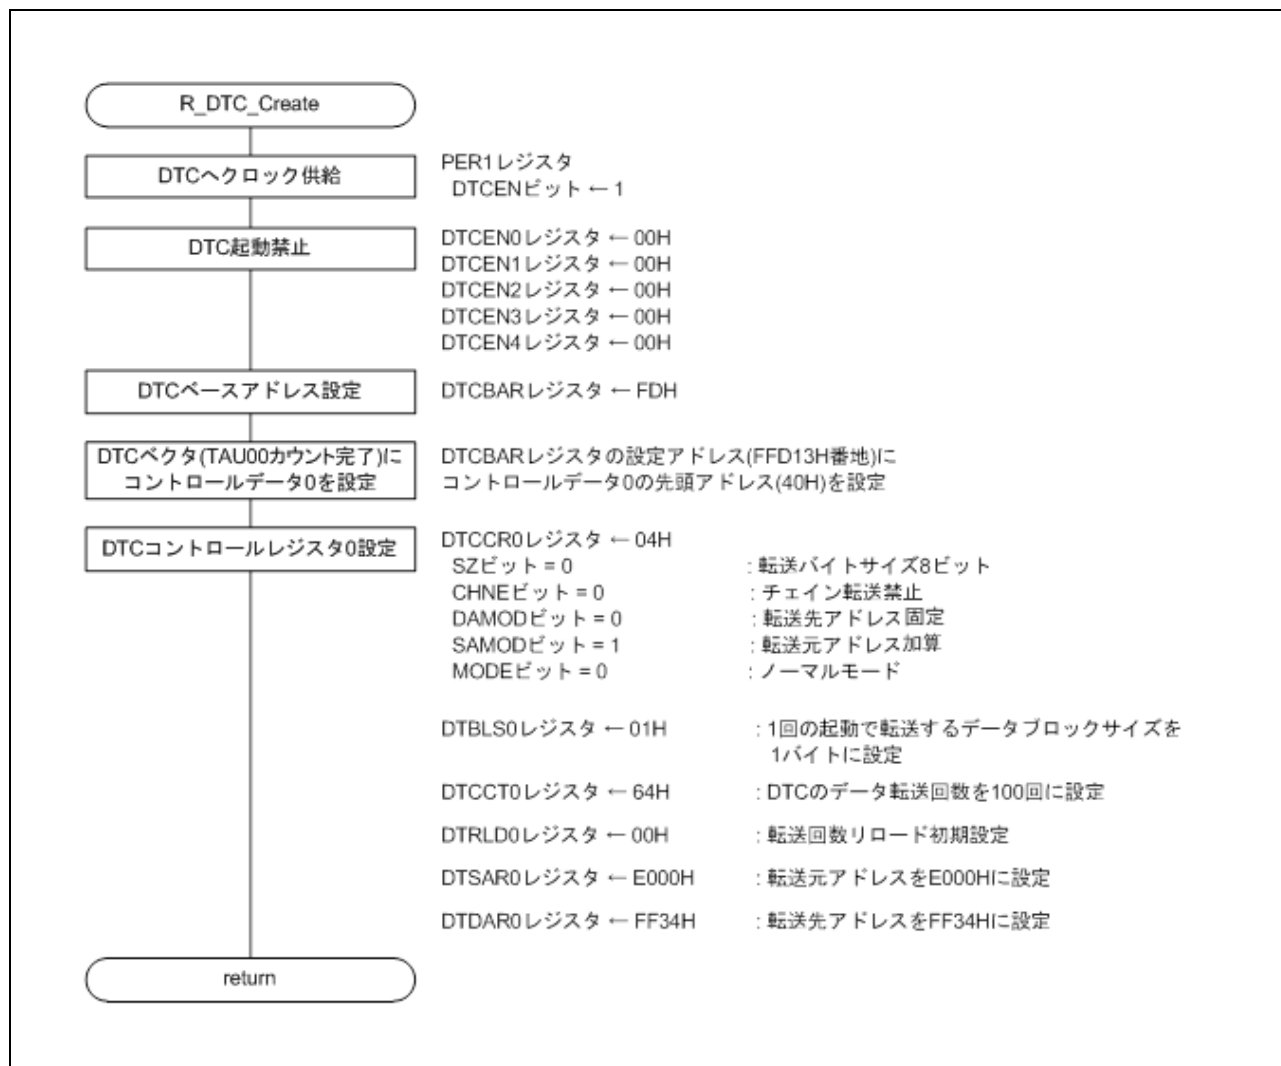 R_DTC_Create
DTCへクロック供給
PER1レジスタ
DTCENビット ← 1
DTC起動禁止
DTCEN0レジスタ ← 00H
DTCEN1レジスタ ← 00H
DTCEN2レジスタ ← 00H
DTCEN3レジスタ ← 00H
DTCEN4レジスタ ← 00H
DTCベースアドレス設定
DTCBARレジスタ ← FDH
DTCベクタ(TAU00カウント完了)に
コントロールデータ0を設定
DTCBARレジスタの設定アドレス(FFD13H番地)に
コントロールデータ0の先頭アドレス(40H)を設定
DTCコントロールレジスタ0設定
DTCCR0レジスタ ← 04H
SZビット = 0 : 転送バイトサイズ8ビット
CHNEビット = 0 : チェイン転送禁止
DAMODビット = 0 : 転送先アドレス固定
SAMODビット = 1 : 転送元アドレス加算
MODEビット = 0 : ノーマルモード
DTBLS0レジスタ ← 01H : 1回の起動で転送するデータブロックサイズを
1バイトに設定
DTCCT0レジスタ ← 64H : DTCのデータ転送回数を100回に設定
DTRLD0レジスタ ← 00H : 転送回数リロード初期設定
DTSAR0レジスタ ← E000H : 転送元アドレスをE000Hに設定
DTDAR0レジスタ ← FF34H : 転送先アドレスをFF34Hに設定
return